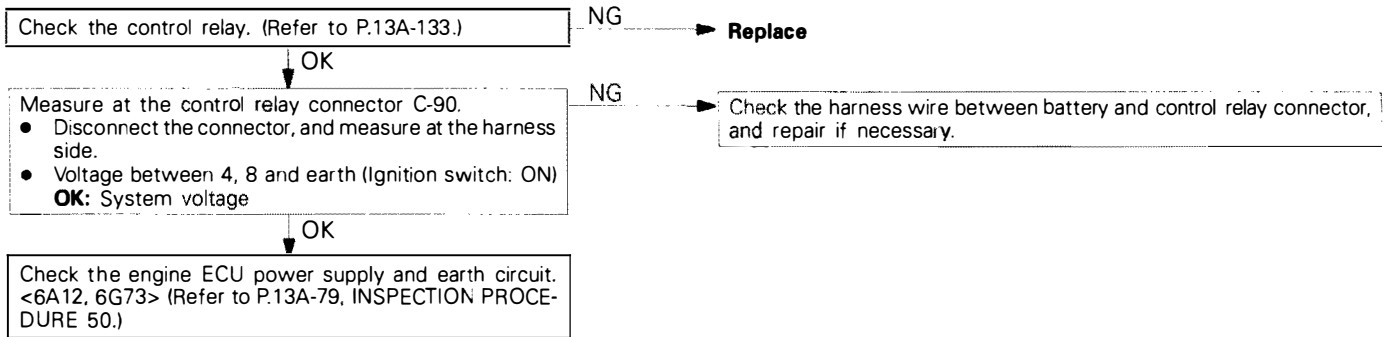 Check the control relay. (Refer to P.13A-133.)
NG
Replace
OK
Measure at the control relay connector C-90.
● Disconnect the connector, and measure at the harness
side.
● Voltage between 4, 8 and earth (Ignition switch: ON)
OK: System voltage
NG
Check the harness wire between battery and control relay connector,
and repair if necessary.
OK
Check the engine ECU power supply and earth circuit.
<6A12, 6G73> (Refer to P.13A-79, INSPECTION PROCE-
DURE 50.)